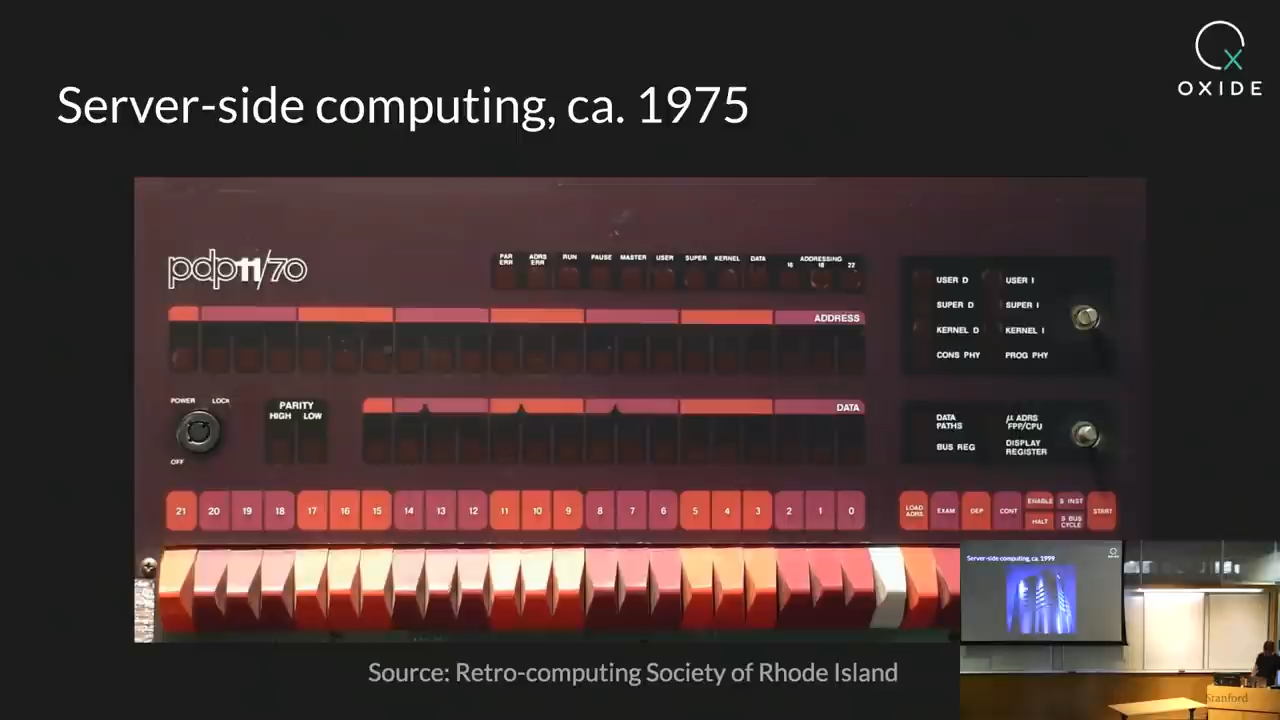 Server-side computing, ca. 1975
OXIDE
pdp11/70
PAR ERR
ADRS ERR
RUN
PAUSE
MASTER
USER
SUPER
KERNEL
DATA
ADDRESSING
16
18
22
ADDRESS
USER D
USER I
SUPER D
SUPER I
KERNEL D
KERNEL I
CONS PHY
PROG PHY
POWER
LOCK
OFF
PARITY
HIGH LOW
DATA
DATA PATHS
μ ADRS FPP/CPU
BUS REG
DISPLAY REGISTER
21 20 19 18 17 16 15 14 13 12 11 10 9 8 7 6 5 4 3 2 1 0
LOAD ADRS
EXAM
DEP
CONT
ENABLE
HALT
S INST
S BUS CYCLE
START
Server-side computing, ca. 1999
Stanford
Source: Retro-computing Society of Rhode Island